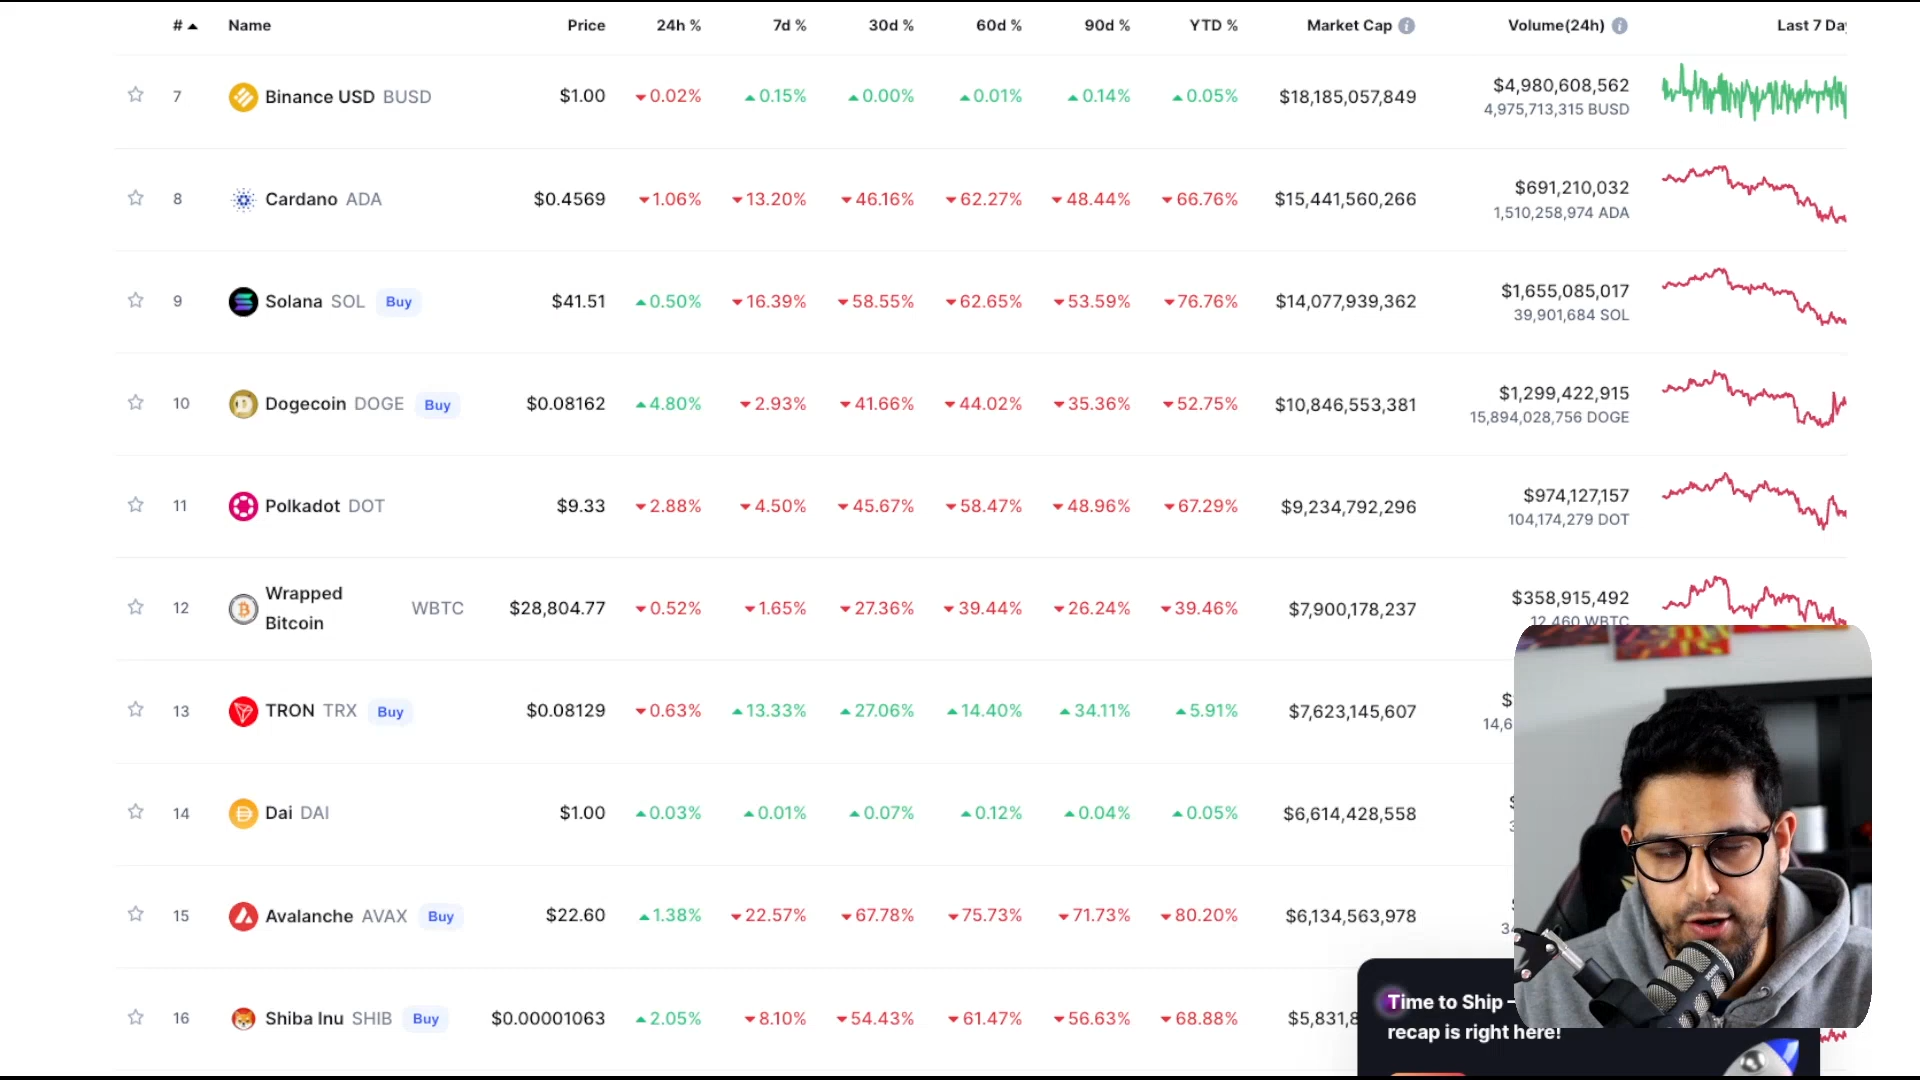 # Name Price 24h % 7d % 30d % 60d % 90d % YTD % Market Cap Volume(24h) Last 7 Da
7 Binance USD BUSD $1.00 0.02% 0.15% 0.00% 0.01% 0.14% 0.05% $18,185,057,849 $4,980,608,562
4,975,713,315 BUSD
8 Cardano ADA $0.4569 1.06% 13.20% 46.16% 62.27% 48.44% 66.76% $15,441,560,266 $691,210,032
1,510,258,974 ADA
9 Solana SOL Buy $41.51 0.50% 16.39% 58.55% 62.65% 53.59% 76.76% $14,077,939,362 $1,655,085,017
39,901,684 SOL
10 Dogecoin DOGE Buy $0.08162 4.80% 2.93% 41.66% 44.02% 35.36% 52.75% $10,846,553,381 $1,299,422,915
15,894,028,756 DOGE
11 Polkadot DOT $9.33 2.88% 4.50% 45.67% 58.47% 48.96% 67.29% $9,234,792,296 $974,127,157
104,174,279 DOT
12 Wrapped Bitcoin WBTC $28,804.77 0.52% 1.65% 27.36% 39.44% 26.24% 39.46% $7,900,178,237 $358,915,492
12,460 WBTC
13 TRON TRX Buy $0.08129 0.63% 13.33% 27.06% 14.40% 34.11% 5.91% $7,623,145,607 $
14,6
14 Dai DAI $1.00 0.03% 0.01% 0.07% 0.12% 0.04% 0.05% $6,614,428,558
15 Avalanche AVAX Buy $22.60 1.38% 22.57% 67.78% 75.73% 71.73% 80.20% $6,134,563,978
16 Shiba Inu SHIB Buy $0.00001063 2.05% 8.10% 54.43% 61.47% 56.63% 68.88% $5,831,8
Time to Ship –
recap is right here!